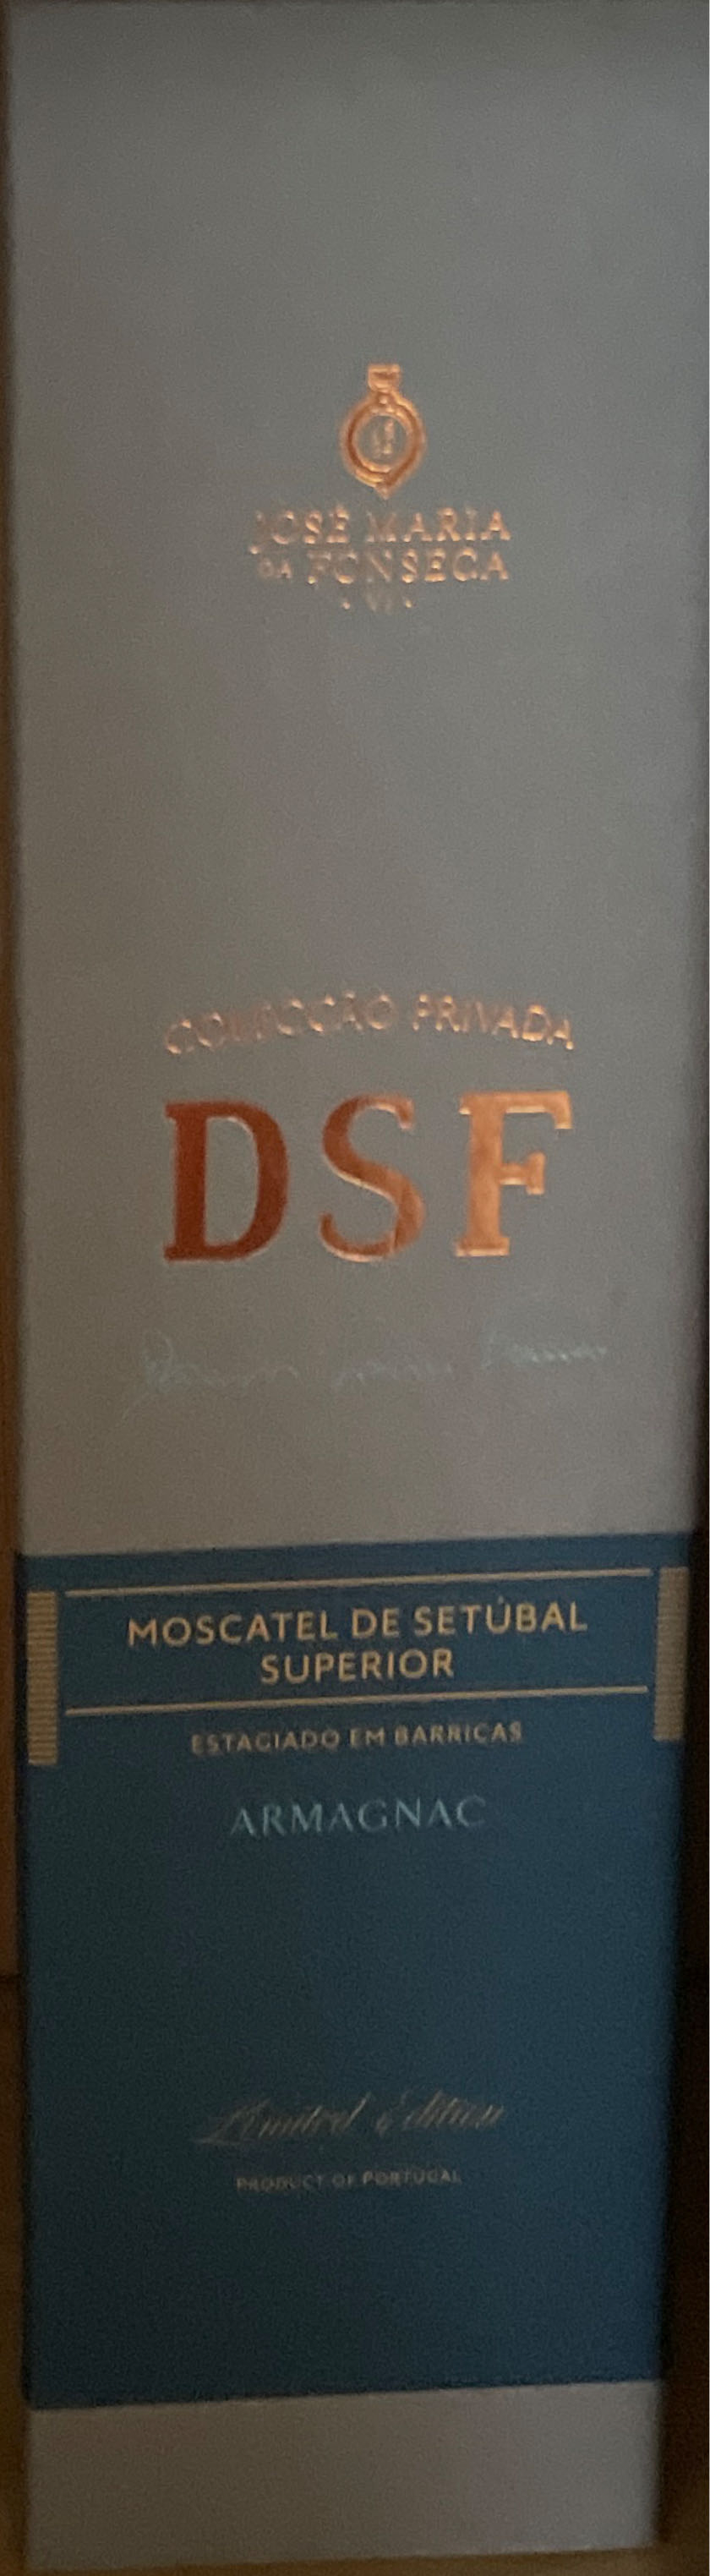 JOSÉ MARIA
DA FONSECA
COLECÇÃO PRIVADA
DSF
MOSCATEL DE SETÚBAL
SUPERIOR
ESTAGIADO EM BARRICAS
ARMAGNAC
Limited Edition
PRODUCT OF PORTUGAL